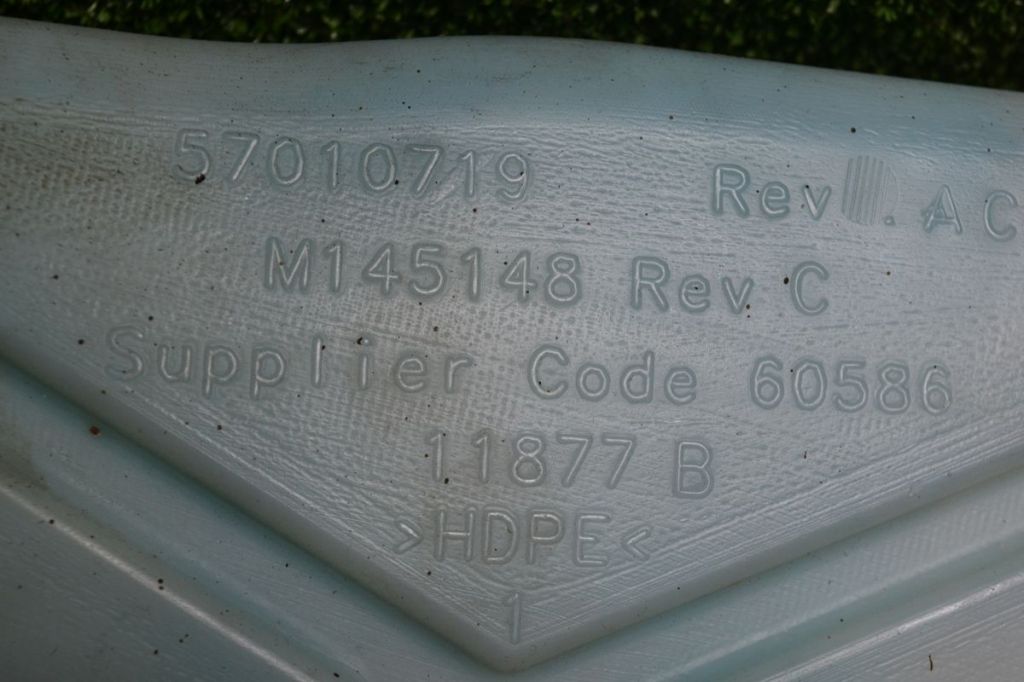 57010719 Rev . AC
M145148 Rev C
Supplier Code 60586
11877 B
>HDPE<
1